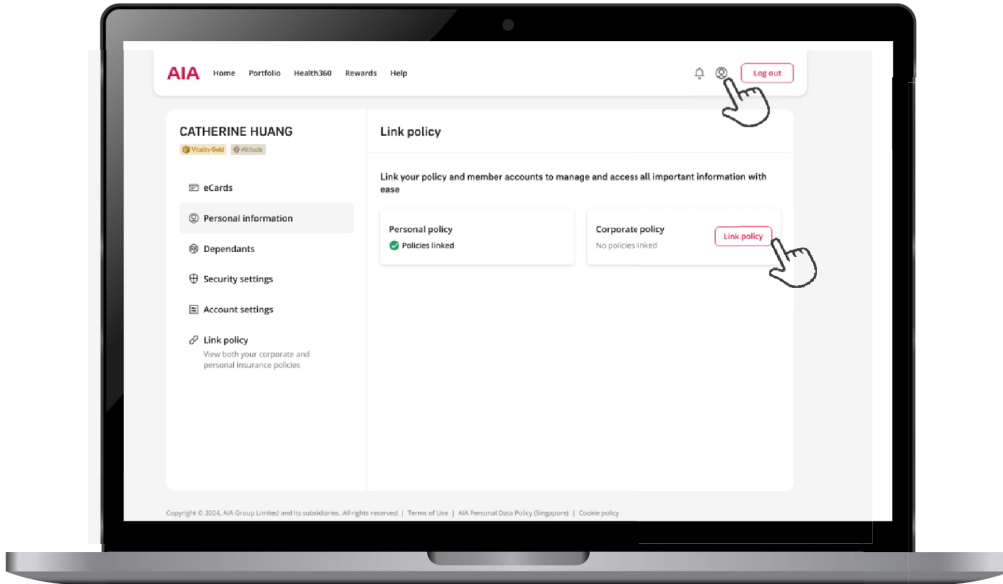 AIA Home Portfolio Health360 Rewards Help Log out
CATHERINE HUANG
Vitality Gold Altitude
eCards
Personal information
Dependants
Security settings
Account settings
Link policy
View both your corporate and
personal insurance policies
Link policy
Link your policy and member accounts to manage and access all important information with
ease
Personal policy
Policies linked
Corporate policy
No policies linked
Link policy
Copyright © 2024, AIA Group Limited and its subsidiaries. All rights reserved. | Terms of Use | AIA Personal Data Policy (Singapore) | Cookie policy